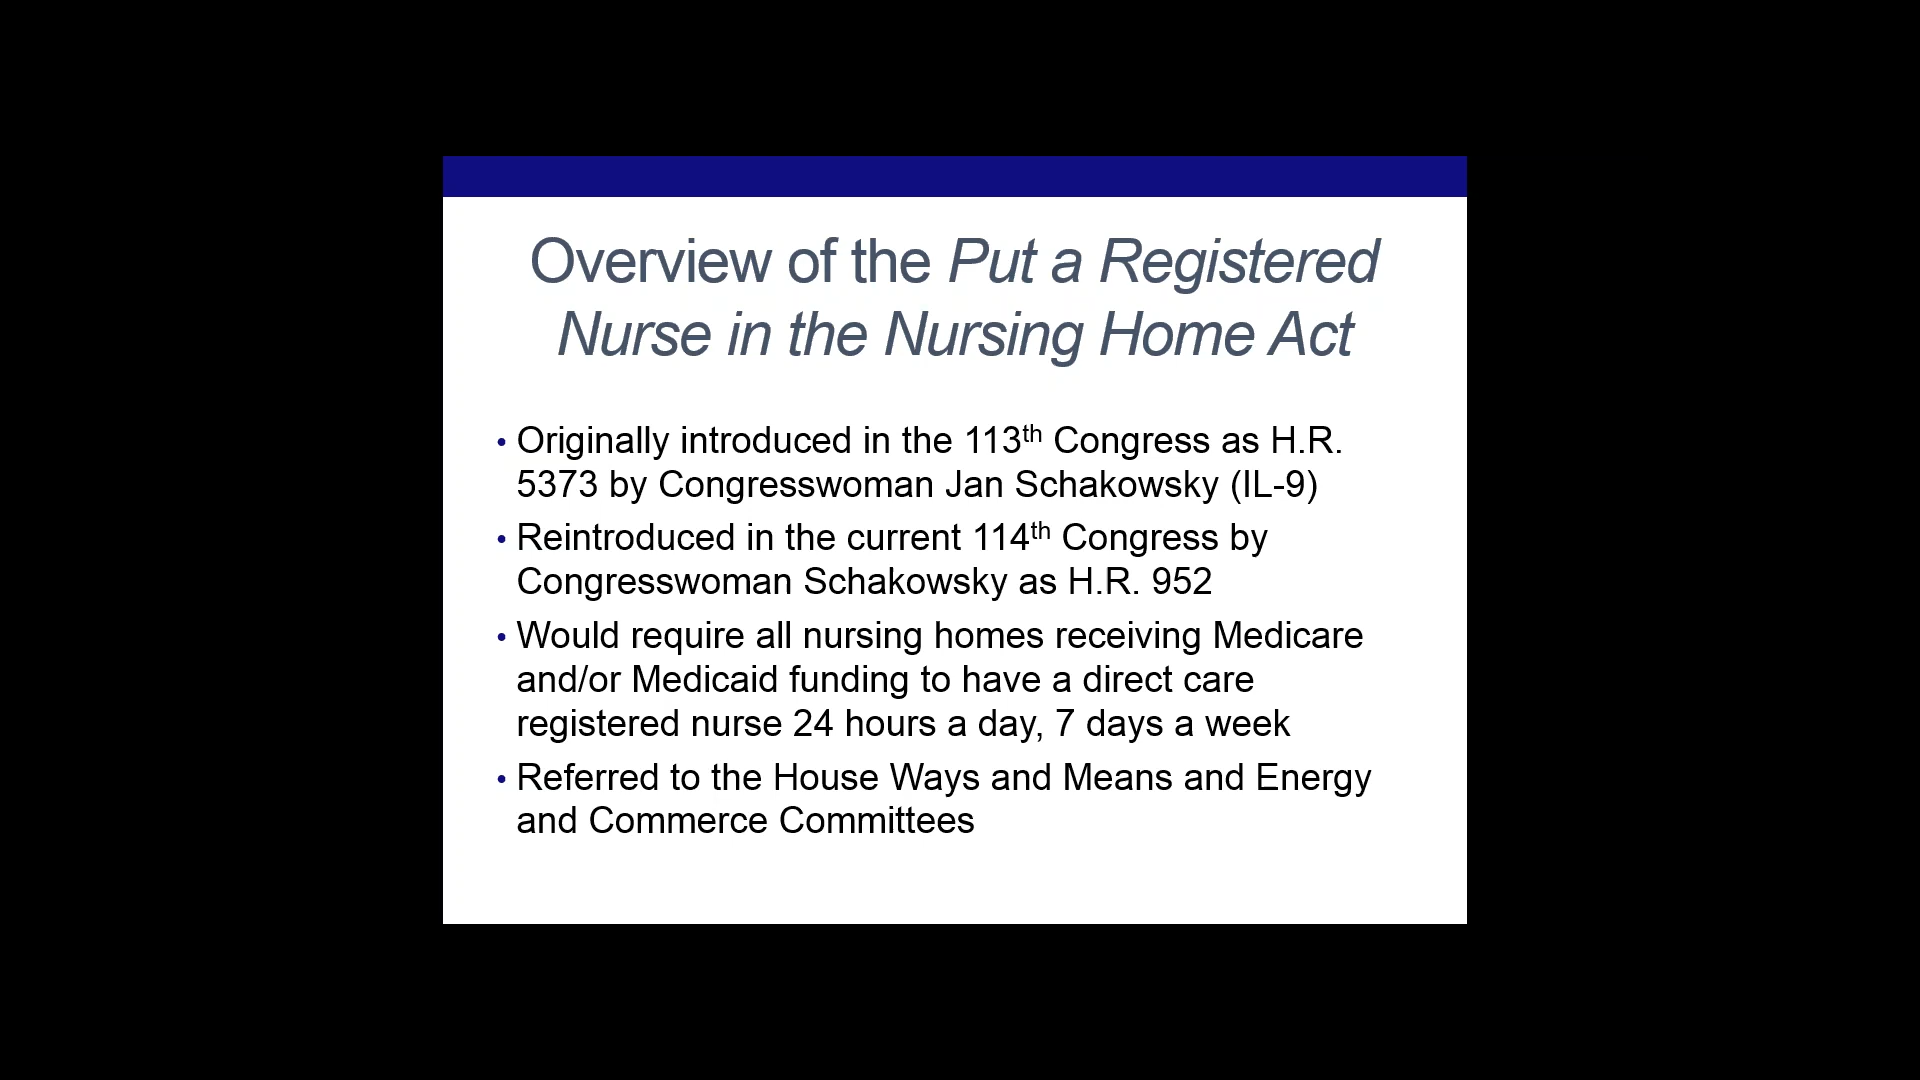 Overview of the Put a Registered
Nurse in the Nursing Home Act
• Originally introduced in the 113th Congress as H.R.
5373 by Congresswoman Jan Schakowsky (IL-9)
• Reintroduced in the current 114th Congress by
Congresswoman Schakowsky as H.R. 952
• Would require all nursing homes receiving Medicare
and/or Medicaid funding to have a direct care
registered nurse 24 hours a day, 7 days a week
• Referred to the House Ways and Means and Energy
and Commerce Committees